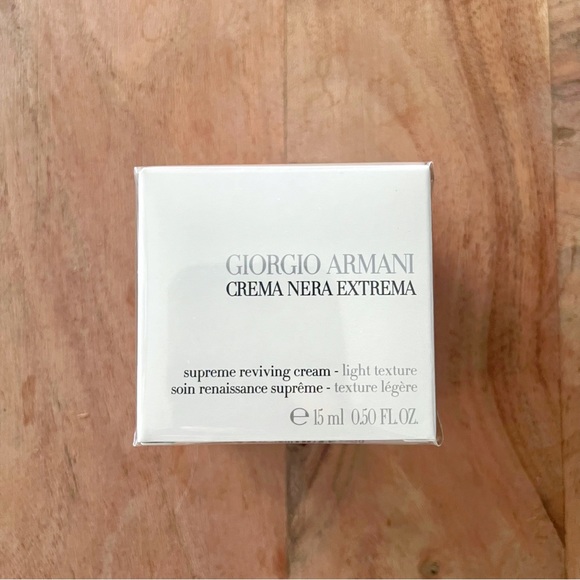 GIORGIO ARMANI
CREMA NERA EXTREMA
supreme reviving cream - light texture
soin renaissance suprême - texture légère
℮ 15 ml 0.50 FL. OZ.